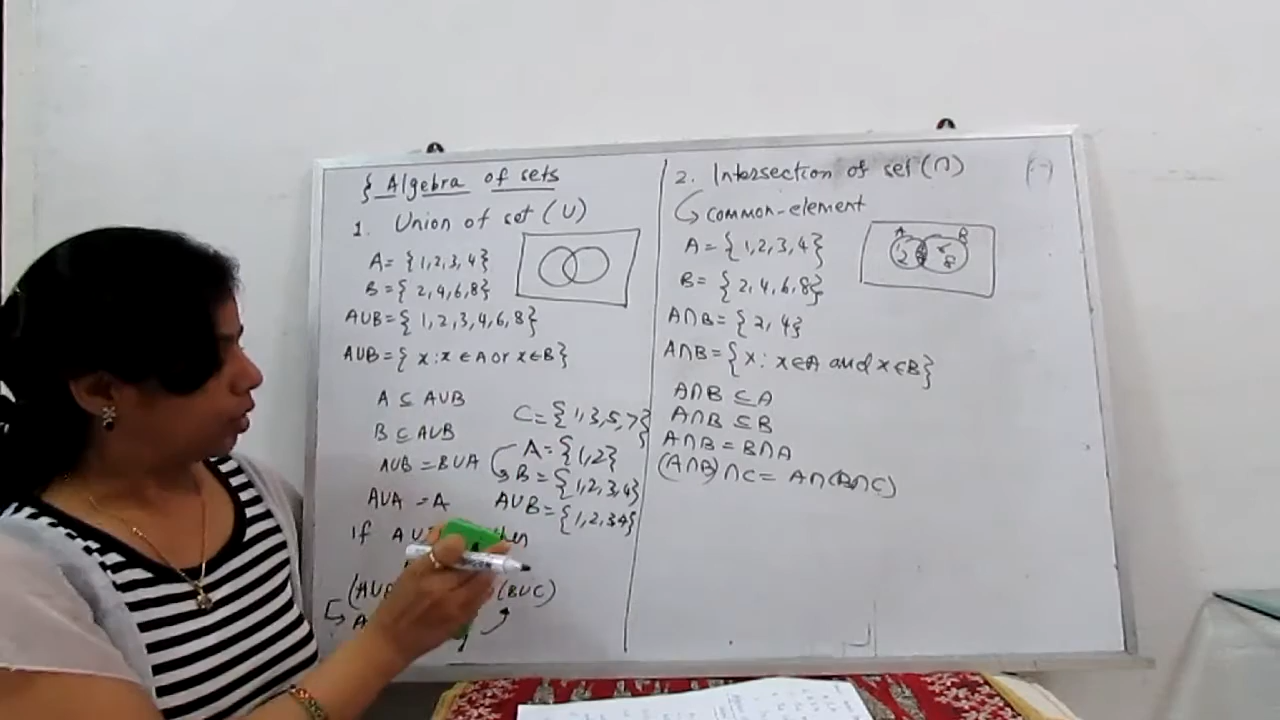 § Algebra of sets
1. Union of set (∪)
A = {1,2,3,4}
B = {2,4,6,8}
A∪B = {1,2,3,4,6,8}
A∪B = {x : x ∈ A or x ∈ B}
A ⊆ A∪B
B ⊆ A∪B
A∪B = B∪A
A∪A = A
If A∪
(B∪C)
C = {1,3,5,7}
A = {1,2}
B = {1,2,3,4}
A∪B = {1,2,3,4}
2. Intersection of set (∩)
(-)
common-element
A = {1,2,3,4}
B = {2,4,6,8}
A∩B = {2,4}
A∩B = {x : x ∈ A and x ∈ B}
A∩B ⊆ A
A∩B ⊆ B
A∩B = B∩A
(A∩B)∩C = A∩(B∩C)
A B